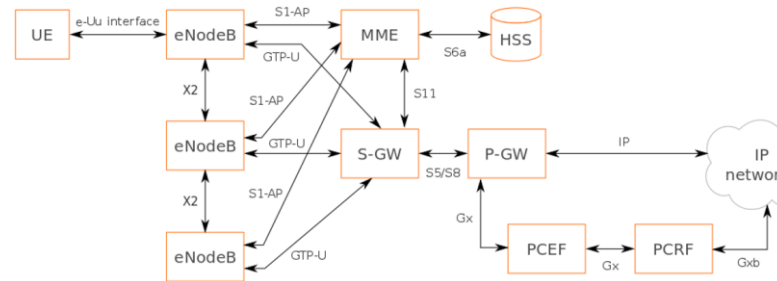 UE
e-Uu interface
eNodeB
S1-AP
MME
S6a
HSS
GTP-U
X2
S1-AP
S11
eNodeB
GTP-U
S-GW
S5/S8
P-GW
IP
IP
X2
S1-AP
Gx
eNodeB
GTP-U
PCEF
Gx
PCRF
Gxb